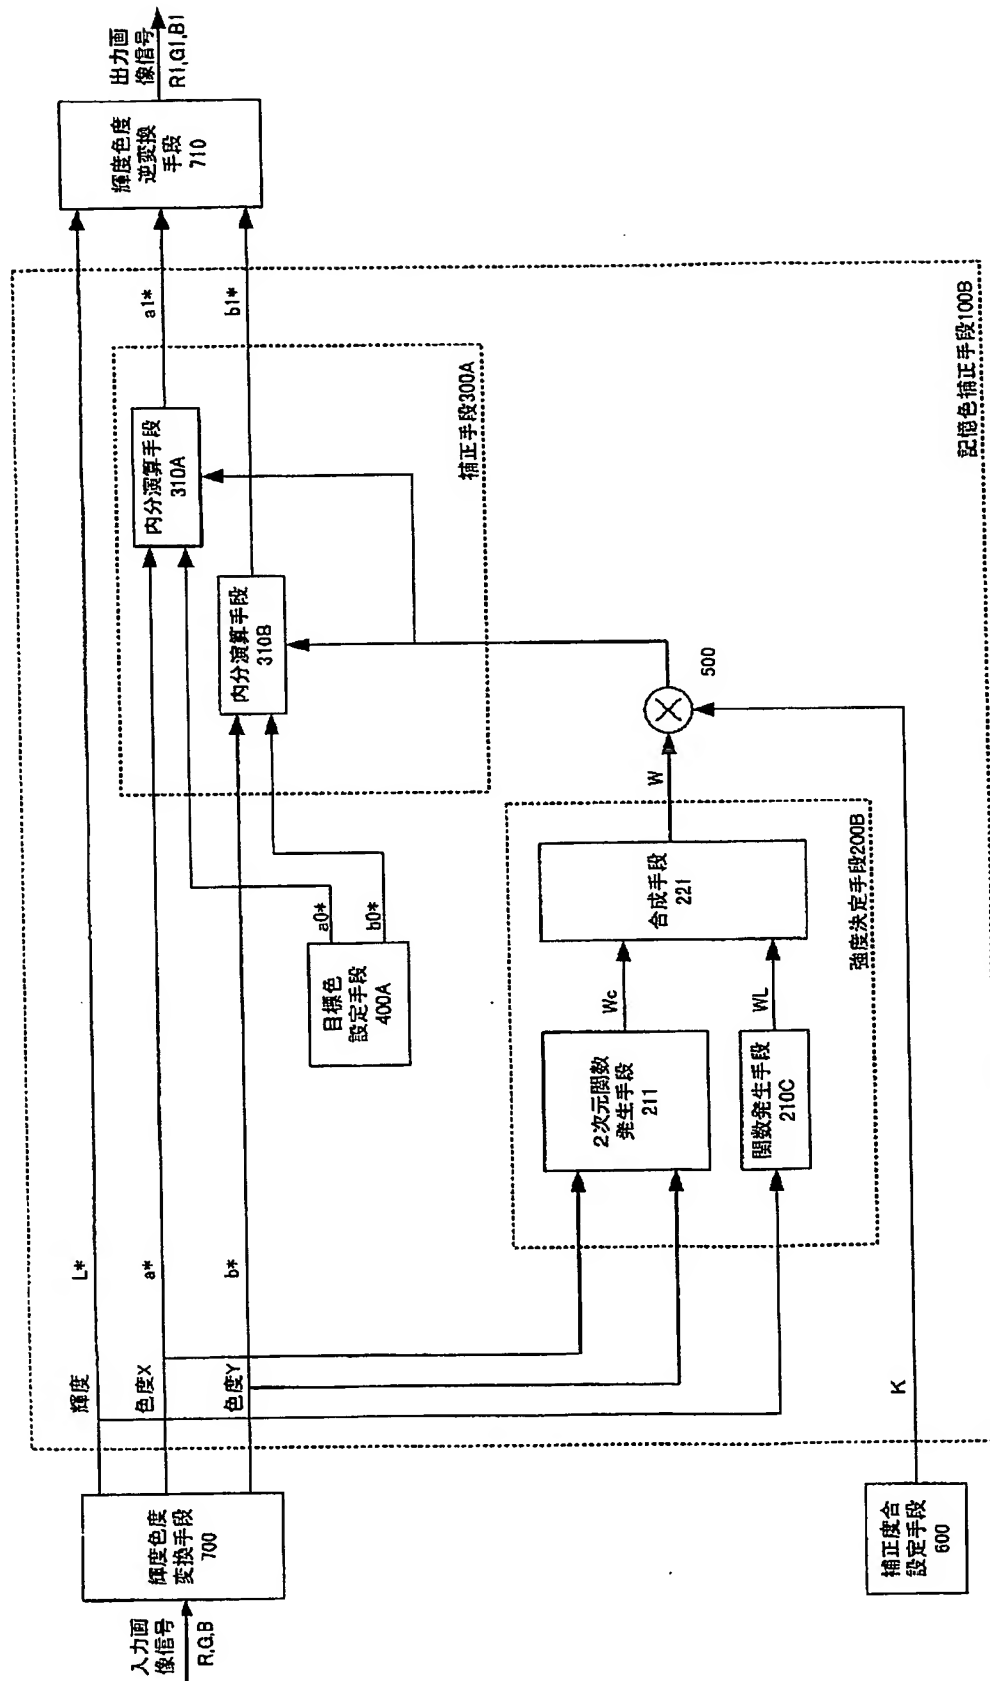 入力画
像信号
R,G,B
輝度色度
変換手段
700
輝度
L*
色度X
a*
色度Y
b*
目標色
設定手段
400A
a0*
b0*
内分演算手段
310A
内分演算手段
310B
補正手段300A
a1*
b1*
輝度色度
逆変換
手段
710
出力画
像信号
R1,G1,B1
2次元関数
発生手段
211
関数発生手段
210C
Wc
WL
合成手段
221
強度決定手段200B
W
500
K
補正度合
設定手段
600
記憶色補正手段100B